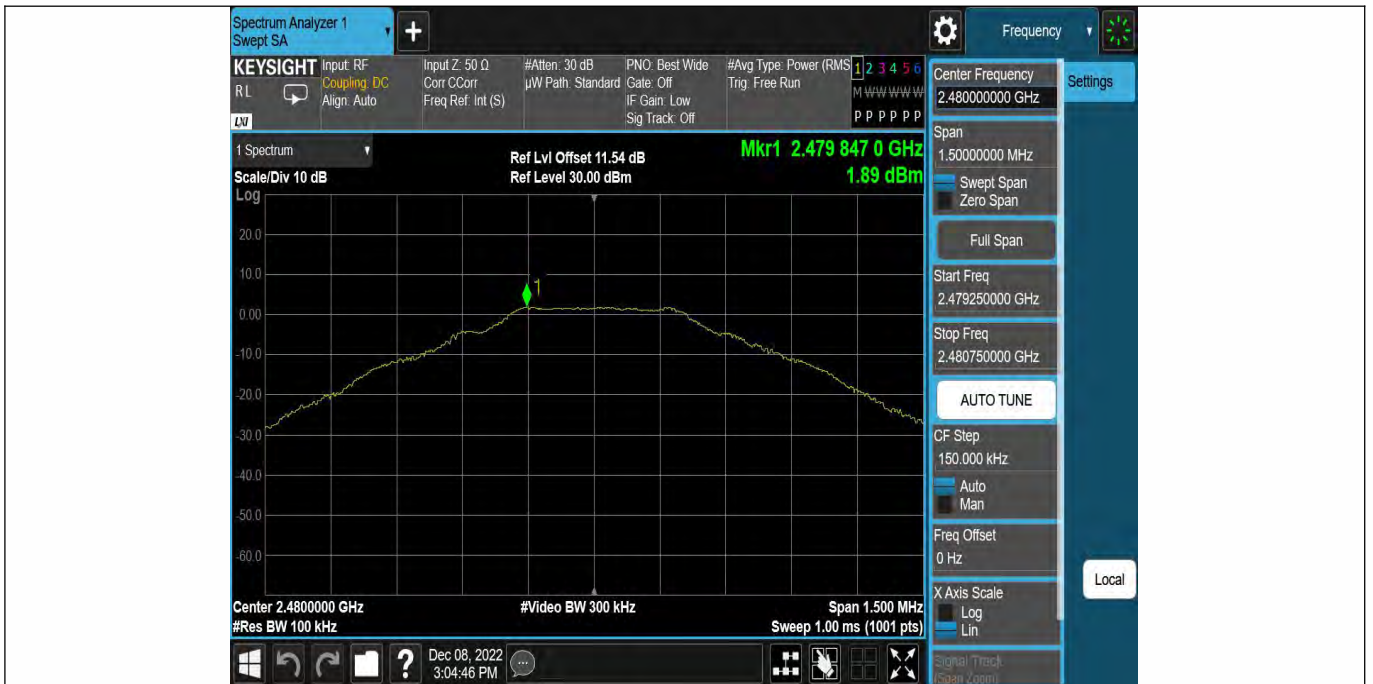 Spectrum Analyzer 1
Swept SA
Frequency
KEYSIGHT
R L
LXI
Input: RF
Coupling: DC
Align: Auto
Input Z: 50 Ω
Corr CCorr
Freq Ref: Int (S)
#Atten: 30 dB
µW Path: Standard
PNO: Best Wide
Gate: Off
IF Gain: Low
Sig Track: Off
#Avg Type: Power (RMS
Trig: Free Run
1 2 3 4 5 6
M W W W W W
P P P P P P
1 Spectrum
Scale/Div 10 dB
Log
Ref Lvl Offset 11.54 dB
Ref Level 30.00 dBm
Mkr1 2.479 847 0 GHz
1.89 dBm
20.0
10.0
1
0.00
-10.0
-20.0
-30.0
-40.0
-50.0
-60.0
Center 2.4800000 GHz
#Res BW 100 kHz
#Video BW 300 kHz
Span 1.500 MHz
Sweep 1.00 ms (1001 pts)
Center Frequency
2.480000000 GHz
Settings
Span
1.50000000 MHz
Swept Span
Zero Span
Full Span
Start Freq
2.479250000 GHz
Stop Freq
2.480750000 GHz
AUTO TUNE
CF Step
150.000 kHz
Auto
Man
Freq Offset
0 Hz
X Axis Scale
Log
Lin
Local
Signal Track
(Span Zoom)
?
Dec 08, 2022
3:04:46 PM